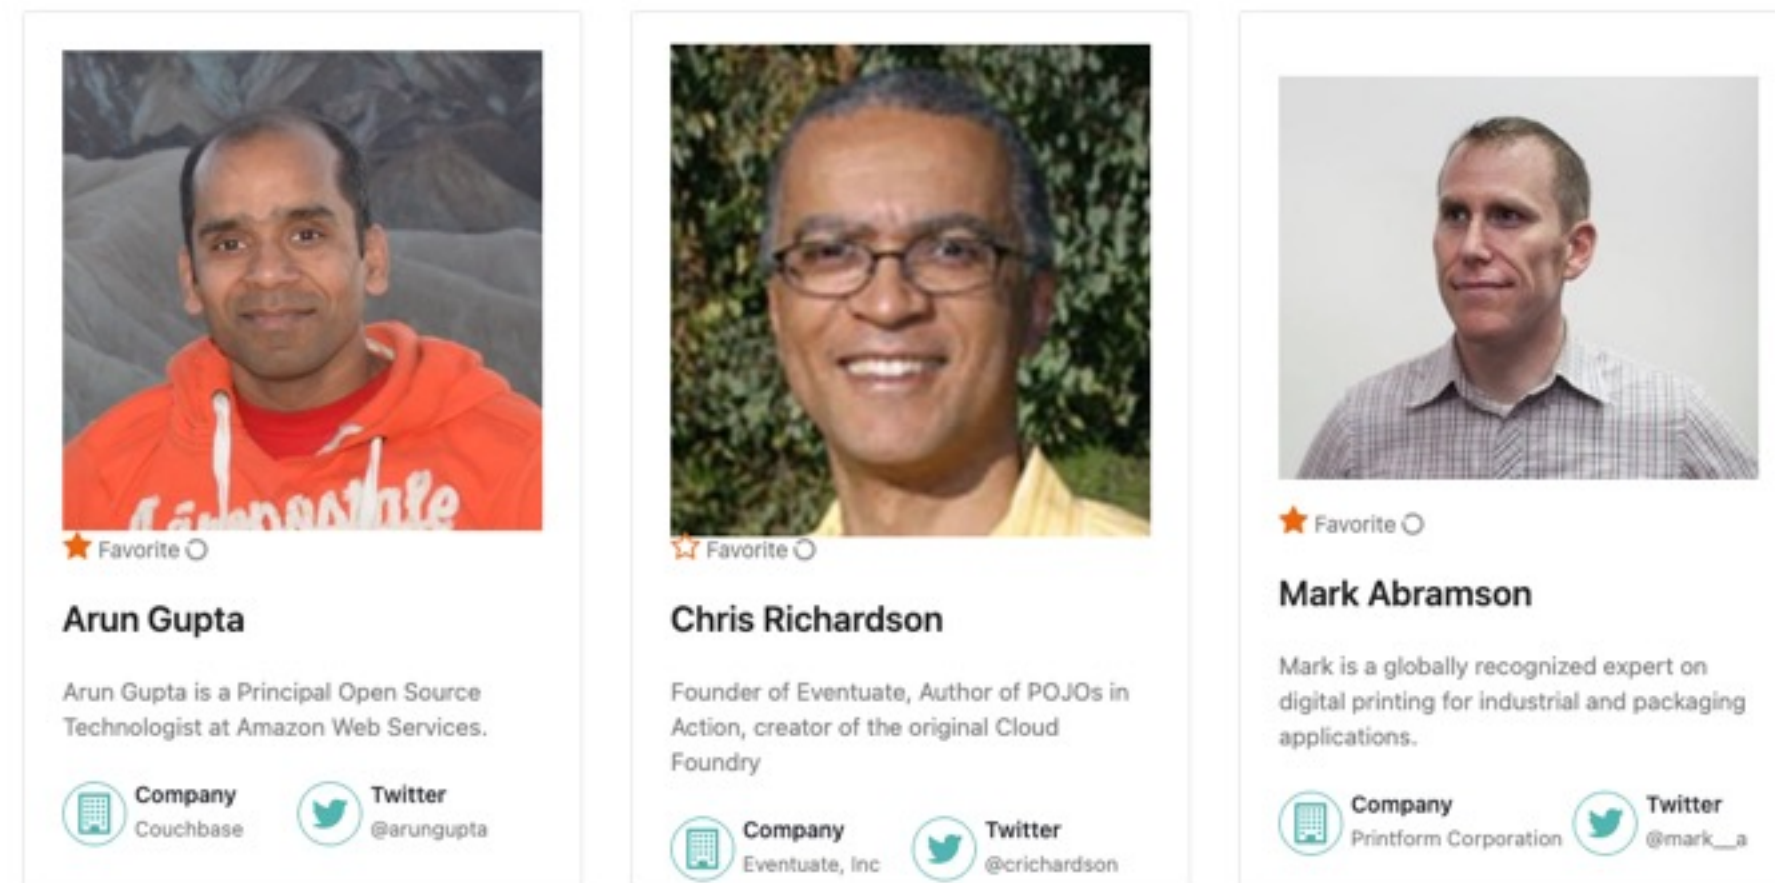 Favorite
Arun Gupta
Arun Gupta is a Principal Open Source
Technologist at Amazon Web Services.
Company
Couchbase
Twitter
@arungupta
Favorite
Chris Richardson
Founder of Eventuate, Author of POJOs in
Action, creator of the original Cloud
Foundry
Company
Eventuate, Inc
Twitter
@crichardson
Favorite
Mark Abramson
Mark is a globally recognized expert on
digital printing for industrial and packaging
applications.
Company
Printform Corporation
Twitter
@mark__a